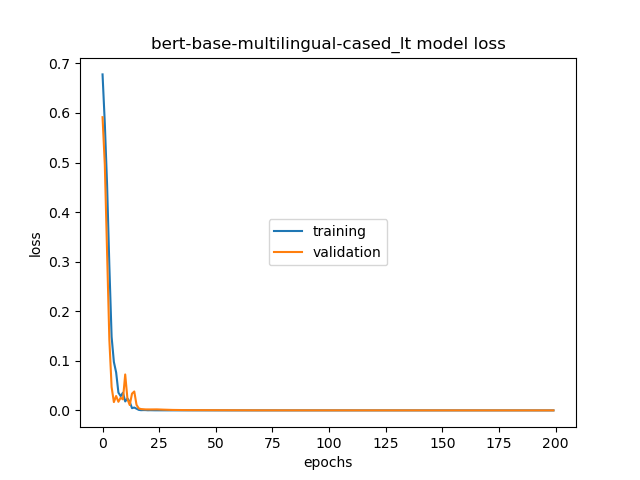 bert-base-multilingual-cased_lt model loss
0.7
0.6
0.5
0.4
0.3
0.2
0.1
0.0
loss
training
validation
0 25 50 75 100 125 150 175 200
epochs